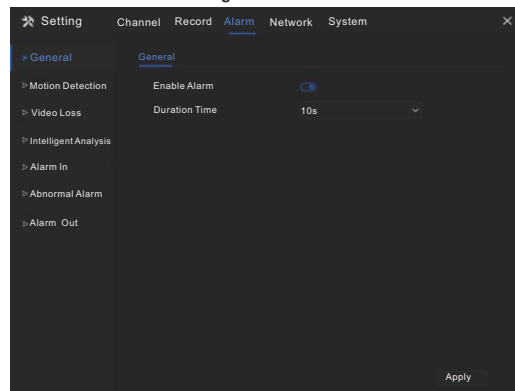 Setting Channel Record Alarm Network System
General
Motion Detection
Video Loss
Intelligent Analysis
Alarm In
Abnormal Alarm
Alarm Out
General
Enable Alarm
Duration Time 10s
Apply